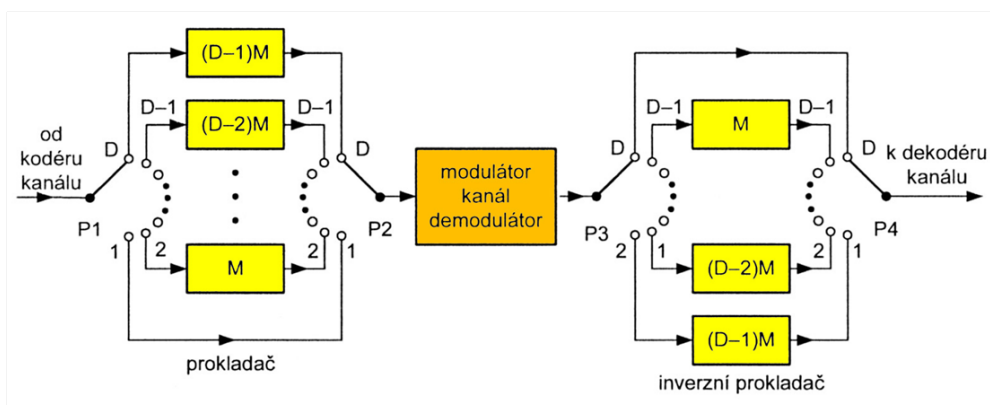 (D–1)M
D–1
(D–2)M
D–1
od
kodéru
kanálu
D
D
P1
P2
1
2
M
2
1
prokladač
modulátor
kanál
demodulátor
D–1
M
D–1
D
D
k dekodéru
kanálu
P3
P4
2
1
(D–2)M
2
1
(D–1)M
inverzní prokladač